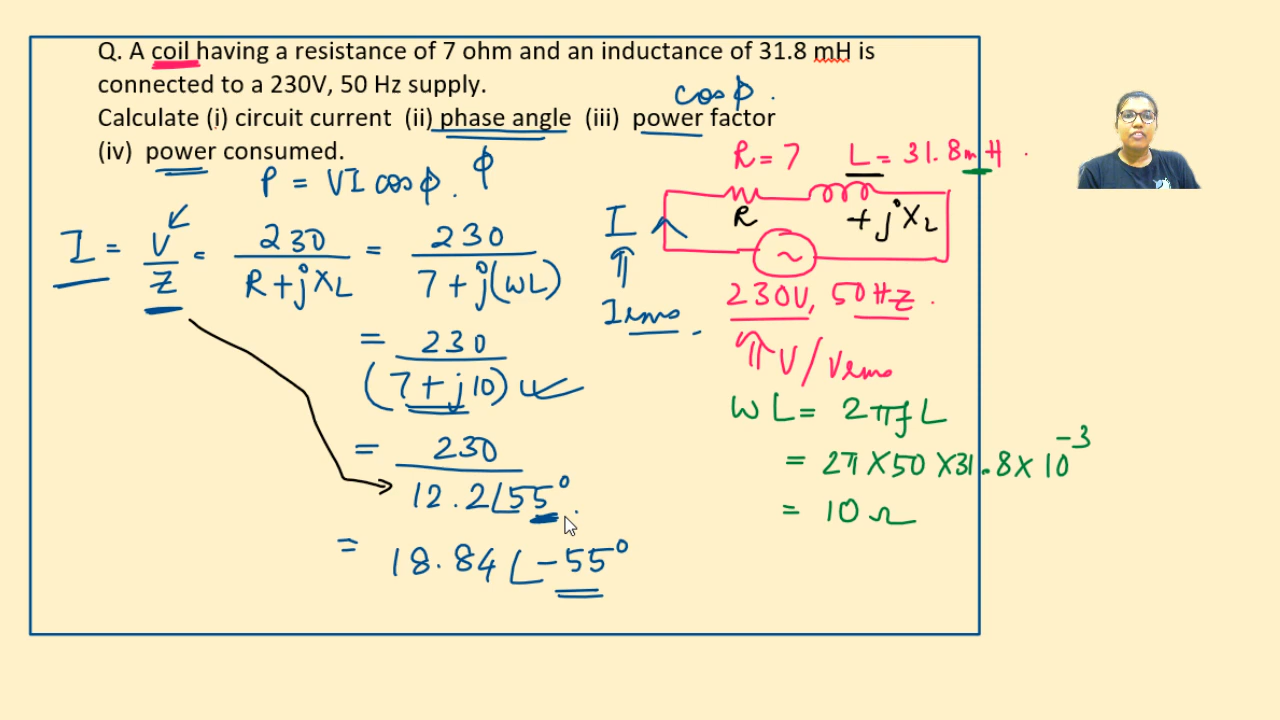 Q. A coil having a resistance of 7 ohm and an inductance of 31.8 mH is
connected to a 230V, 50 Hz supply.
Calculate (i) circuit current (ii) phase angle (iii) power factor
(iv) power consumed.
cosϕ.
ϕ
P = VI cosϕ.
I = V/Z = 230/(R+jXL) = 230/(7+j(ωL))
= 230/(7+j10)
= 230/(12.2∠55°).
= 18.84∠-55°
R=7 L= 31.8mH.
R +jXL
I
⇑
Irms.
230V, 50Hz.
⇑V/Vrms
ωL= 2πfL
= 2π×50×31.8×10⁻³
= 10Ω